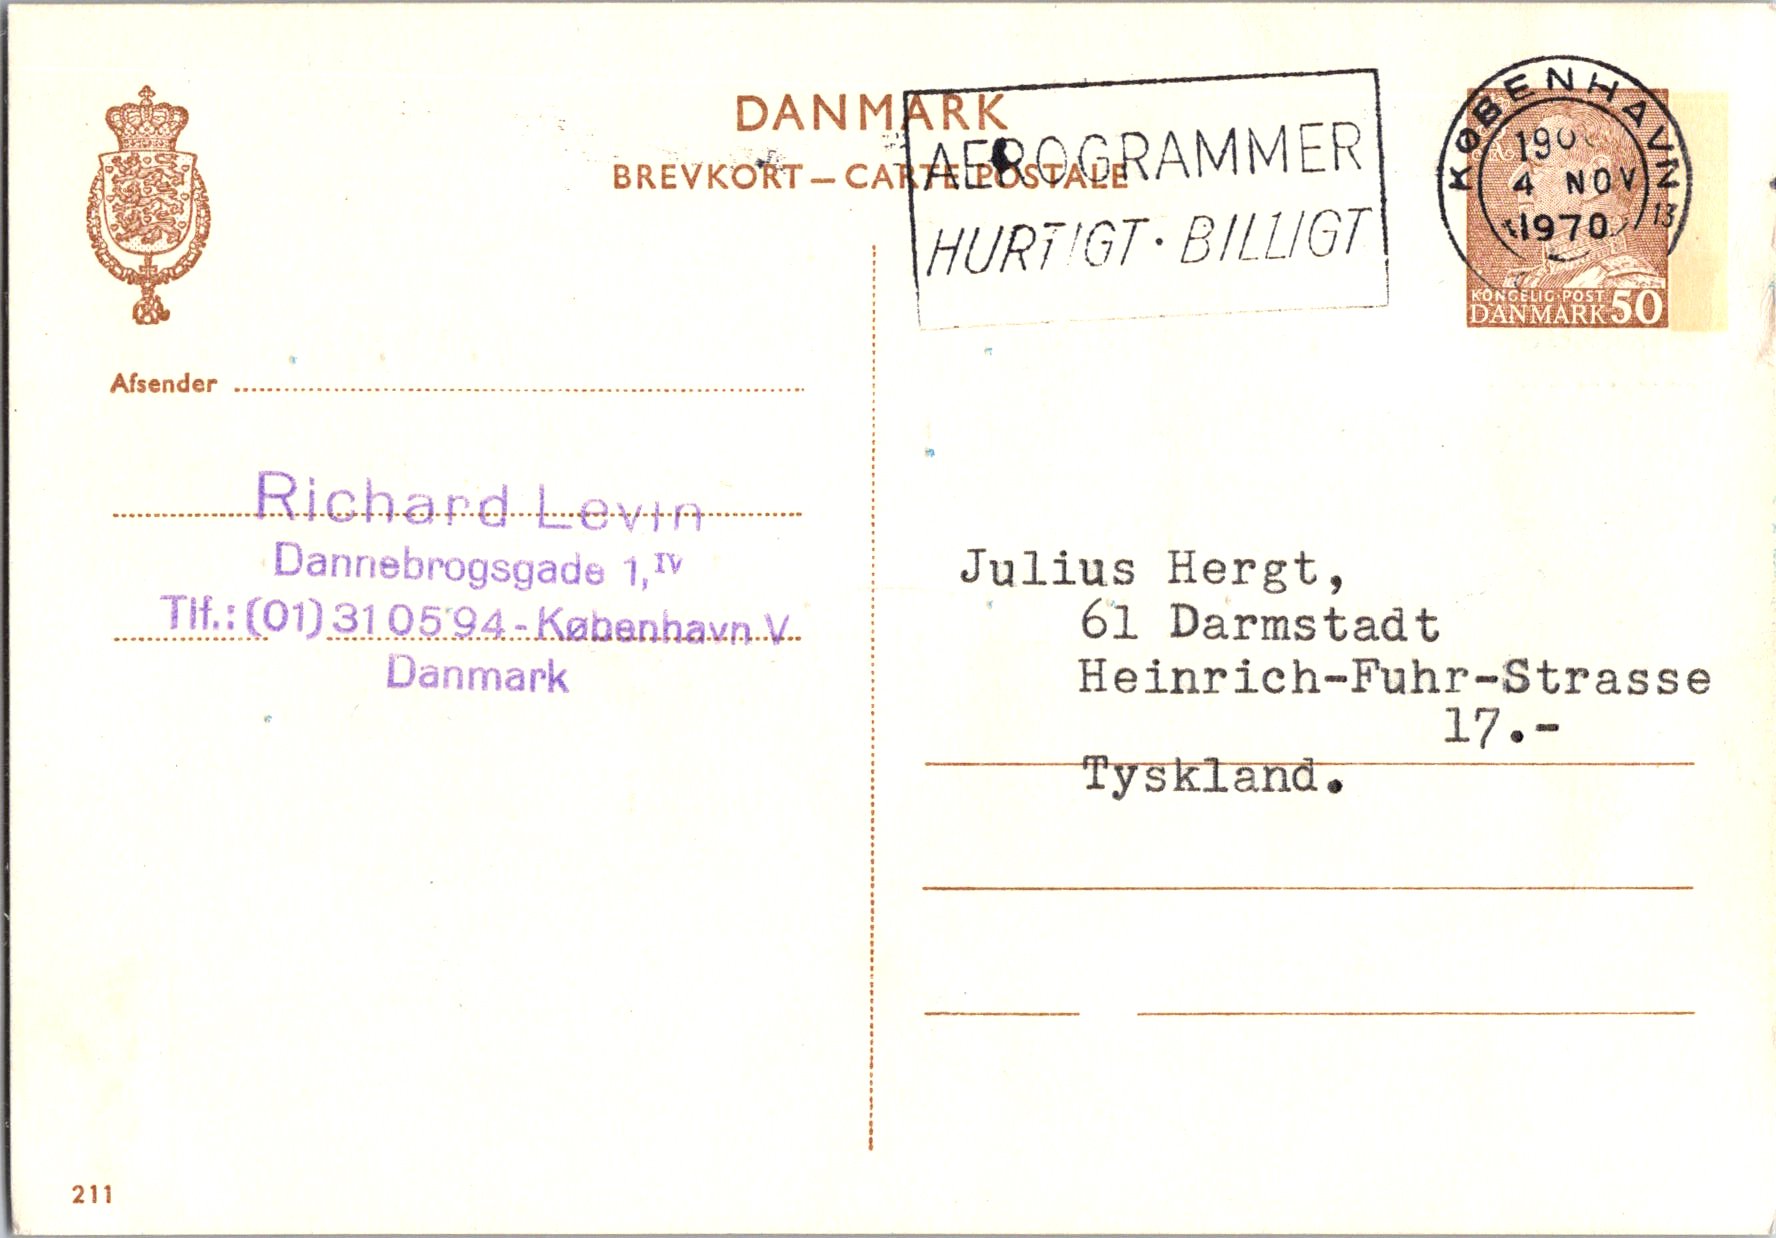 DANMARK
BREVKORT — CARTE POSTALE
AEROGRAMMER
HURTIGT · BILLIGT
KØBENHAVN
4 NOV
1970
13
KONGELIG POST
DANMARK 50
Afsender
Richard Levin
Dannebrogsgade 1, IV
Tlf.: (01) 31 05 94 - København V.
Danmark
Julius Hergt,
61 Darmstadt
Heinrich-Fuhr-Strasse
17.-
Tyskland.
211